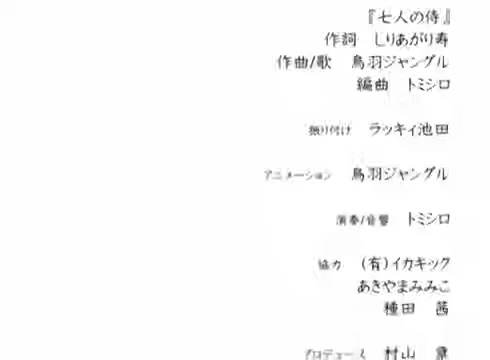 『七人の侍』
作詞 しりあがり寿
作曲/歌 鳥羽ジャングル
編曲 トミシロ
振り付け ラッキィ池田
アニメーション 鳥羽ジャングル
演奏/音響 トミシロ
協力 (有)イカキック
あきやまみみこ
種田 茜
プロデュース 村山 章